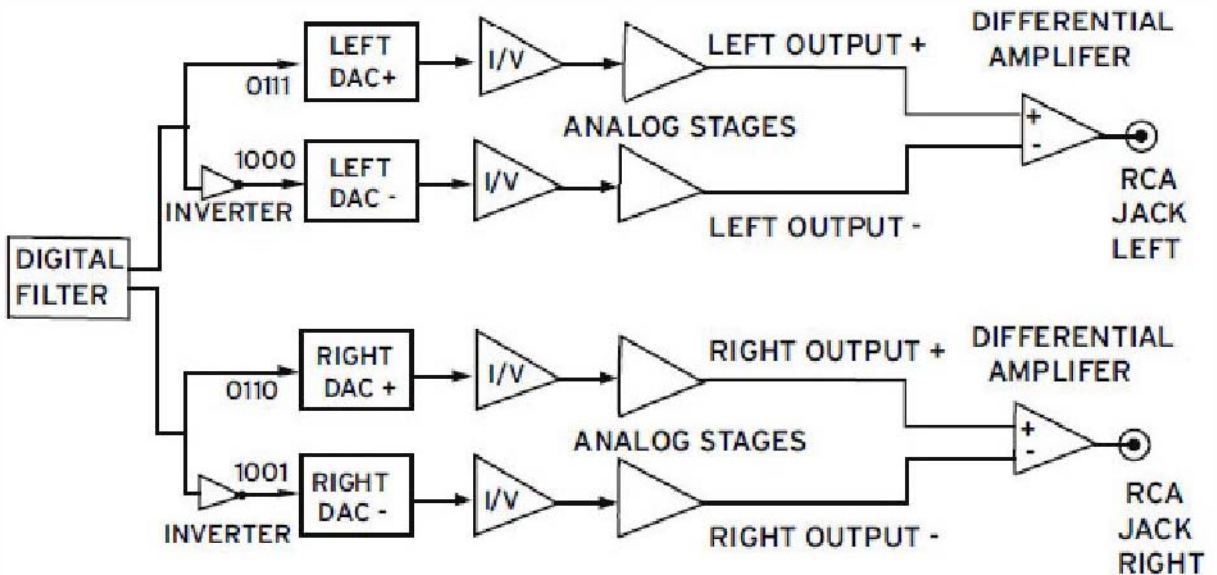 DIFFERENTIAL
AMPLIFER
LEFT
DAC+
I/V
LEFT OUTPUT +
0111
ANALOG STAGES
+
-
1000
LEFT
DAC -
I/V
INVERTER
LEFT OUTPUT -
RCA
JACK
LEFT
DIGITAL
FILTER
DIFFERENTIAL
AMPLIFER
RIGHT
DAC +
I/V
RIGHT OUTPUT +
0110
ANALOG STAGES
+
-
1001
RIGHT
DAC -
I/V
INVERTER
RIGHT OUTPUT -
RCA
JACK
RIGHT